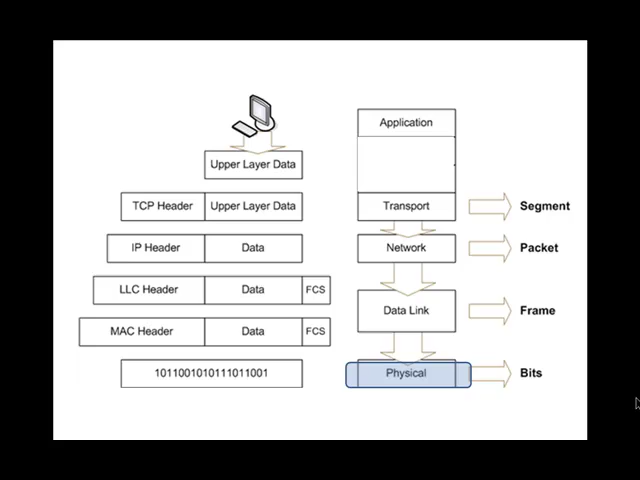 Application
Upper Layer Data
TCP Header Upper Layer Data Transport Segment
IP Header Data Network Packet
LLC Header Data FCS
Data Link Frame
MAC Header Data FCS
1011001010111011001 Physical Bits